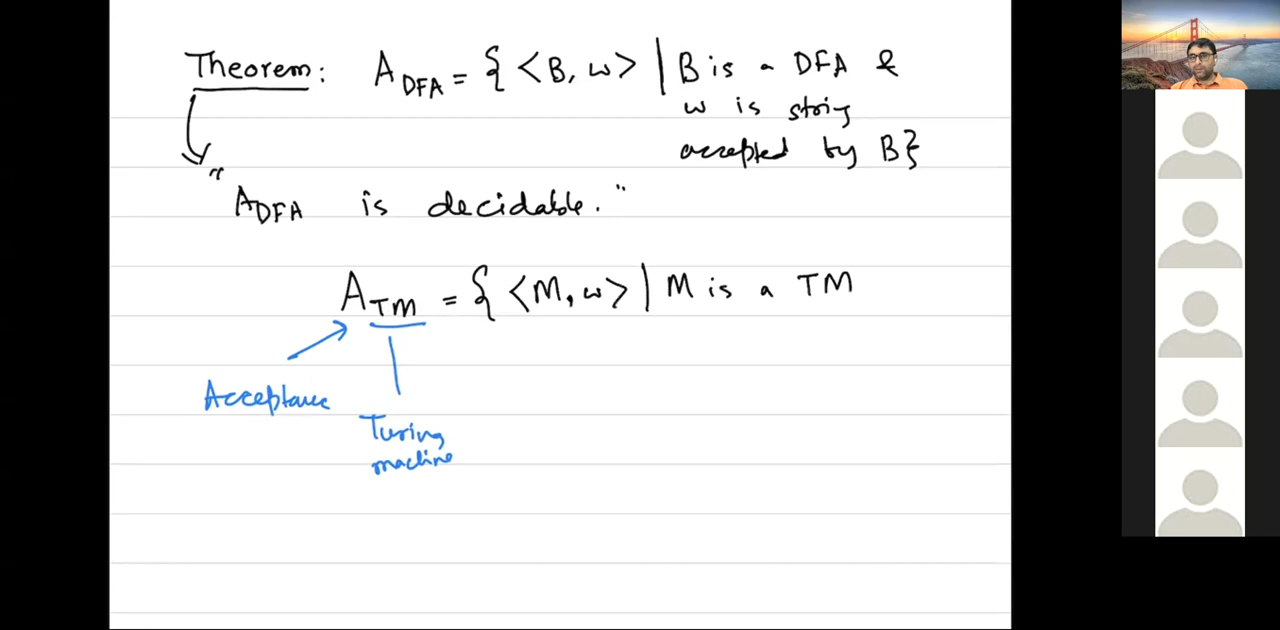 Theorem: A_DFA = { <B, w> | B is a DFA &
w is string
accepted by B}
"A_DFA is decidable."
A_TM = { <M, w> | M is a TM
Acceptance
Turing
machine